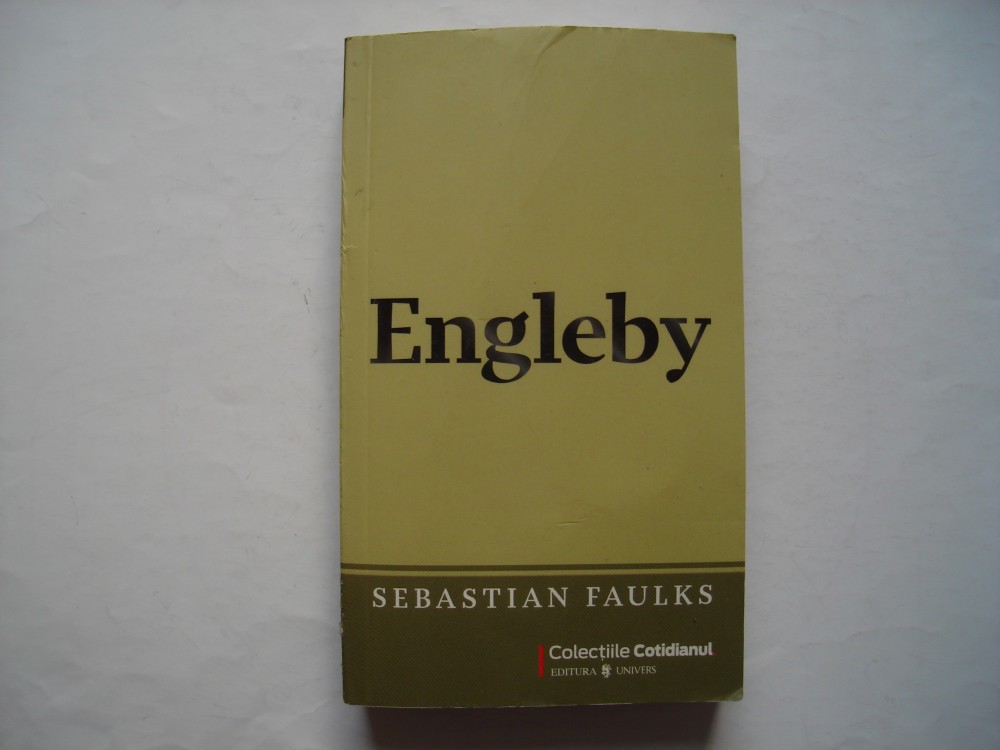 Engleby
SEBASTIAN FAULKS
Colecțiile Cotidianul
EDITURA UNIVERS